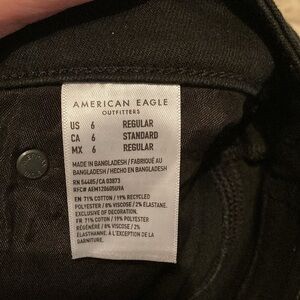 AMERICAN EAGLE
OUTFITTERS
US 6 REGULAR
CA 6 STANDARD
MX 6 REGULAR
MADE IN BANGLADESH / FABRIQUÉ AU
BANGLADESH / HECHO EN BANGLADESH
RN 54485/CA 03873
RFC# AEM120605U9A
EN 71% COTTON / 19% RECYCLED
POLYESTER / 8% VISCOSE / 2% ELASTANE.
EXCLUSIVE OF DECORATION.
FR 71% COTON / 19% POLYESTER
RÉGÉNÉRÉ / 8% VISCOSE / 2%
ÉLASTHANNE. À L'EXCEPTION DE LA
GARNITURE.